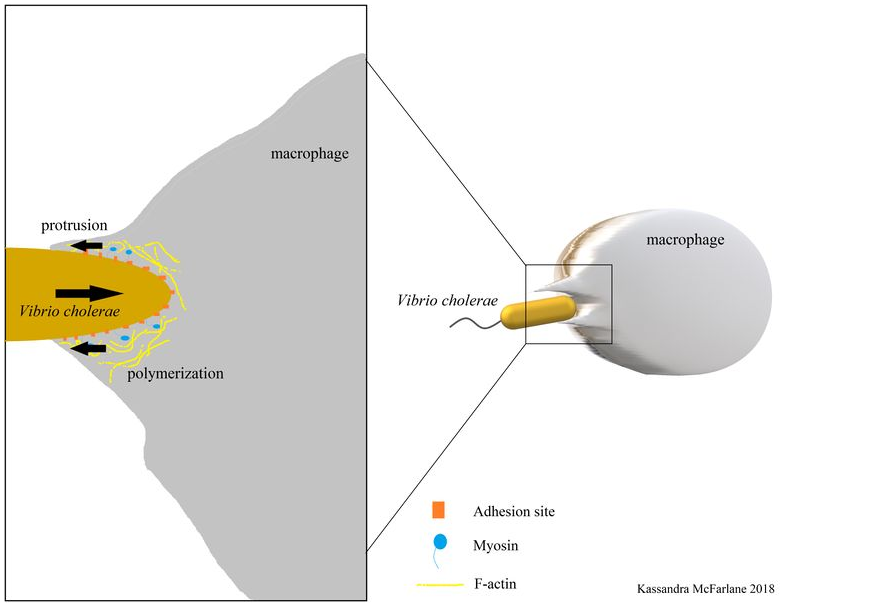 macrophage
protrusion
Vibrio cholerae
polymerization
macrophage
Vibrio cholerae
Adhesion site
Myosin
F-actin
Kassandra McFarlane 2018